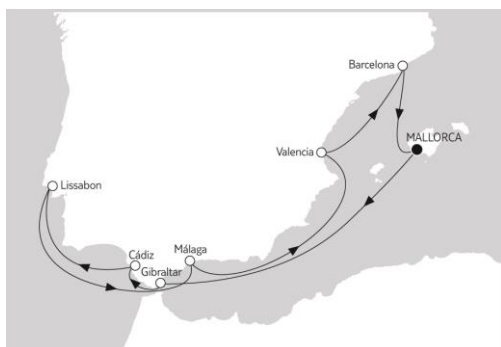 Barcelona
MALLORCA
Valencia
Lissabon
Cádiz
Málaga
Gibraltar